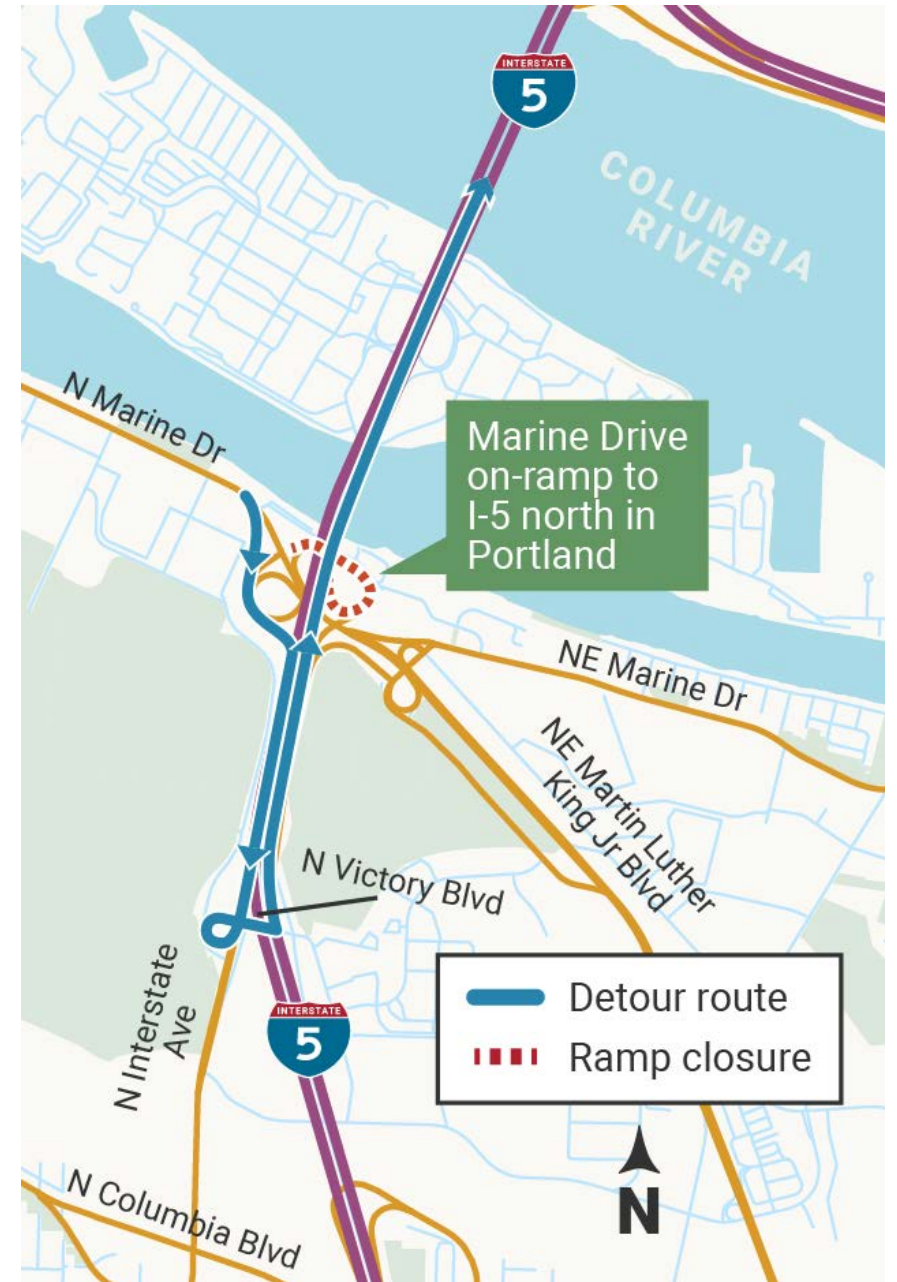 INTERSTATE
5
COLUMBIA
RIVER
N Marine Dr
Marine Drive
on-ramp to
I-5 north in
Portland
NE Marine Dr
NE Martin Luther
King Jr Blvd
N Victory Blvd
N Interstate
Ave
INTERSTATE
5
Detour route
Ramp closure
N Columbia Blvd
N